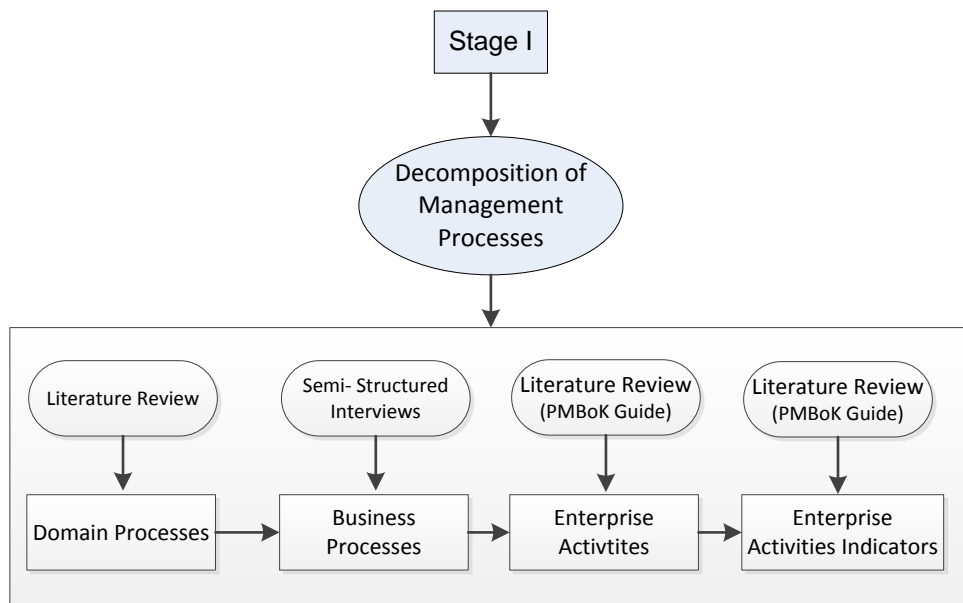 Stage I
Decomposition of
Management
Processes
Literature Review
Semi- Structured
Interviews
Literature Review
(PMBoK Guide)
Literature Review
(PMBoK Guide)
Domain Processes
Business
Processes
Enterprise
Activtites
Enterprise
Activities Indicators